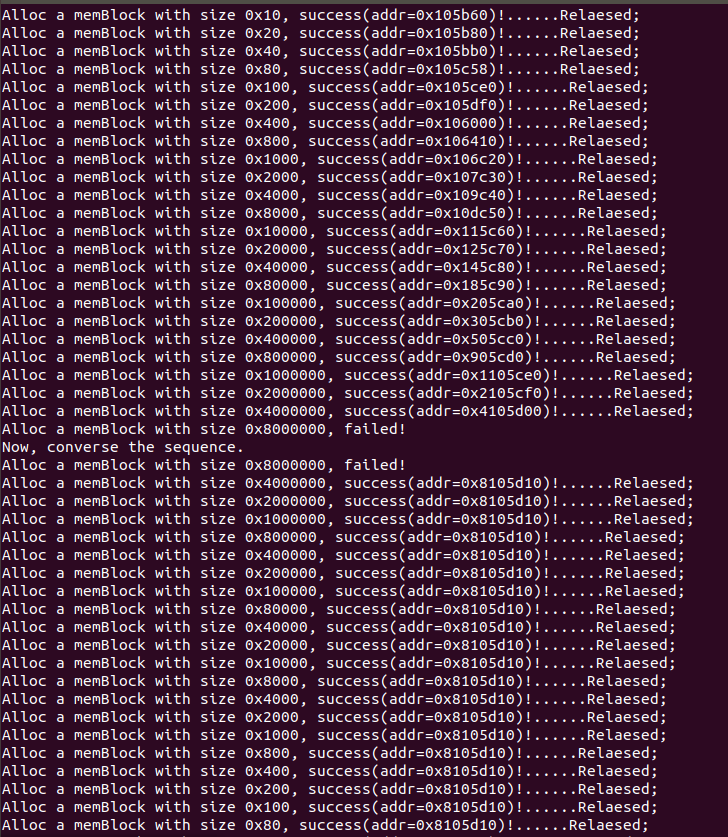 Alloc a memBlock with size 0x10, success(addr=0x105b60)!......Relaesed;
Alloc a memBlock with size 0x20, success(addr=0x105b80)!......Relaesed;
Alloc a memBlock with size 0x40, success(addr=0x105bb0)!......Relaesed;
Alloc a memBlock with size 0x80, success(addr=0x105c58)!......Relaesed;
Alloc a memBlock with size 0x100, success(addr=0x105ce0)!......Relaesed;
Alloc a memBlock with size 0x200, success(addr=0x105df0)!......Relaesed;
Alloc a memBlock with size 0x400, success(addr=0x106000)!......Relaesed;
Alloc a memBlock with size 0x800, success(addr=0x106410)!......Relaesed;
Alloc a memBlock with size 0x1000, success(addr=0x106c20)!......Relaesed;
Alloc a memBlock with size 0x2000, success(addr=0x107c30)!......Relaesed;
Alloc a memBlock with size 0x4000, success(addr=0x109c40)!......Relaesed;
Alloc a memBlock with size 0x8000, success(addr=0x10dc50)!......Relaesed;
Alloc a memBlock with size 0x10000, success(addr=0x115c60)!......Relaesed;
Alloc a memBlock with size 0x20000, success(addr=0x125c70)!......Relaesed;
Alloc a memBlock with size 0x40000, success(addr=0x145c80)!......Relaesed;
Alloc a memBlock with size 0x80000, success(addr=0x185c90)!......Relaesed;
Alloc a memBlock with size 0x100000, success(addr=0x205ca0)!......Relaesed;
Alloc a memBlock with size 0x200000, success(addr=0x305cb0)!......Relaesed;
Alloc a memBlock with size 0x400000, success(addr=0x505cc0)!......Relaesed;
Alloc a memBlock with size 0x800000, success(addr=0x905cd0)!......Relaesed;
Alloc a memBlock with size 0x1000000, success(addr=0x1105ce0)!......Relaesed;
Alloc a memBlock with size 0x2000000, success(addr=0x2105cf0)!......Relaesed;
Alloc a memBlock with size 0x4000000, success(addr=0x4105d00)!......Relaesed;
Alloc a memBlock with size 0x8000000, failed!
Now, converse the sequence.
Alloc a memBlock with size 0x8000000, failed!
Alloc a memBlock with size 0x4000000, success(addr=0x8105d10)!......Relaesed;
Alloc a memBlock with size 0x2000000, success(addr=0x8105d10)!......Relaesed;
Alloc a memBlock with size 0x1000000, success(addr=0x8105d10)!......Relaesed;
Alloc a memBlock with size 0x800000, success(addr=0x8105d10)!......Relaesed;
Alloc a memBlock with size 0x400000, success(addr=0x8105d10)!......Relaesed;
Alloc a memBlock with size 0x200000, success(addr=0x8105d10)!......Relaesed;
Alloc a memBlock with size 0x100000, success(addr=0x8105d10)!......Relaesed;
Alloc a memBlock with size 0x80000, success(addr=0x8105d10)!......Relaesed;
Alloc a memBlock with size 0x40000, success(addr=0x8105d10)!......Relaesed;
Alloc a memBlock with size 0x20000, success(addr=0x8105d10)!......Relaesed;
Alloc a memBlock with size 0x10000, success(addr=0x8105d10)!......Relaesed;
Alloc a memBlock with size 0x8000, success(addr=0x8105d10)!......Relaesed;
Alloc a memBlock with size 0x4000, success(addr=0x8105d10)!......Relaesed;
Alloc a memBlock with size 0x2000, success(addr=0x8105d10)!......Relaesed;
Alloc a memBlock with size 0x1000, success(addr=0x8105d10)!......Relaesed;
Alloc a memBlock with size 0x800, success(addr=0x8105d10)!......Relaesed;
Alloc a memBlock with size 0x400, success(addr=0x8105d10)!......Relaesed;
Alloc a memBlock with size 0x200, success(addr=0x8105d10)!......Relaesed;
Alloc a memBlock with size 0x100, success(addr=0x8105d10)!......Relaesed;
Alloc a memBlock with size 0x80, success(addr=0x8105d10)!......Relaesed;